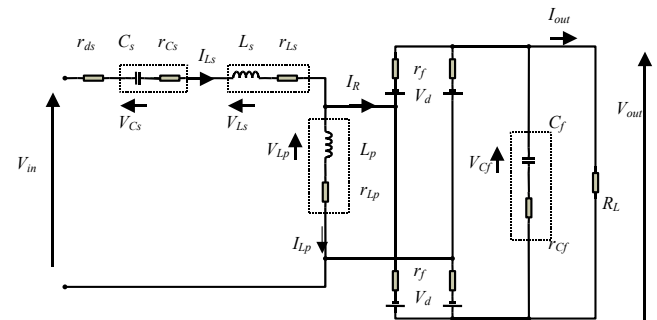 I_out
r_ds C_s r_Cs I_Ls L_s r_Ls
r_f
I_R
V_d
V_Cs V_Ls
V_out
C_f
V_Lp L_p
V_in
V_Cf
r_Lp
R_L
I_Lp
r_Cf
r_f
V_d